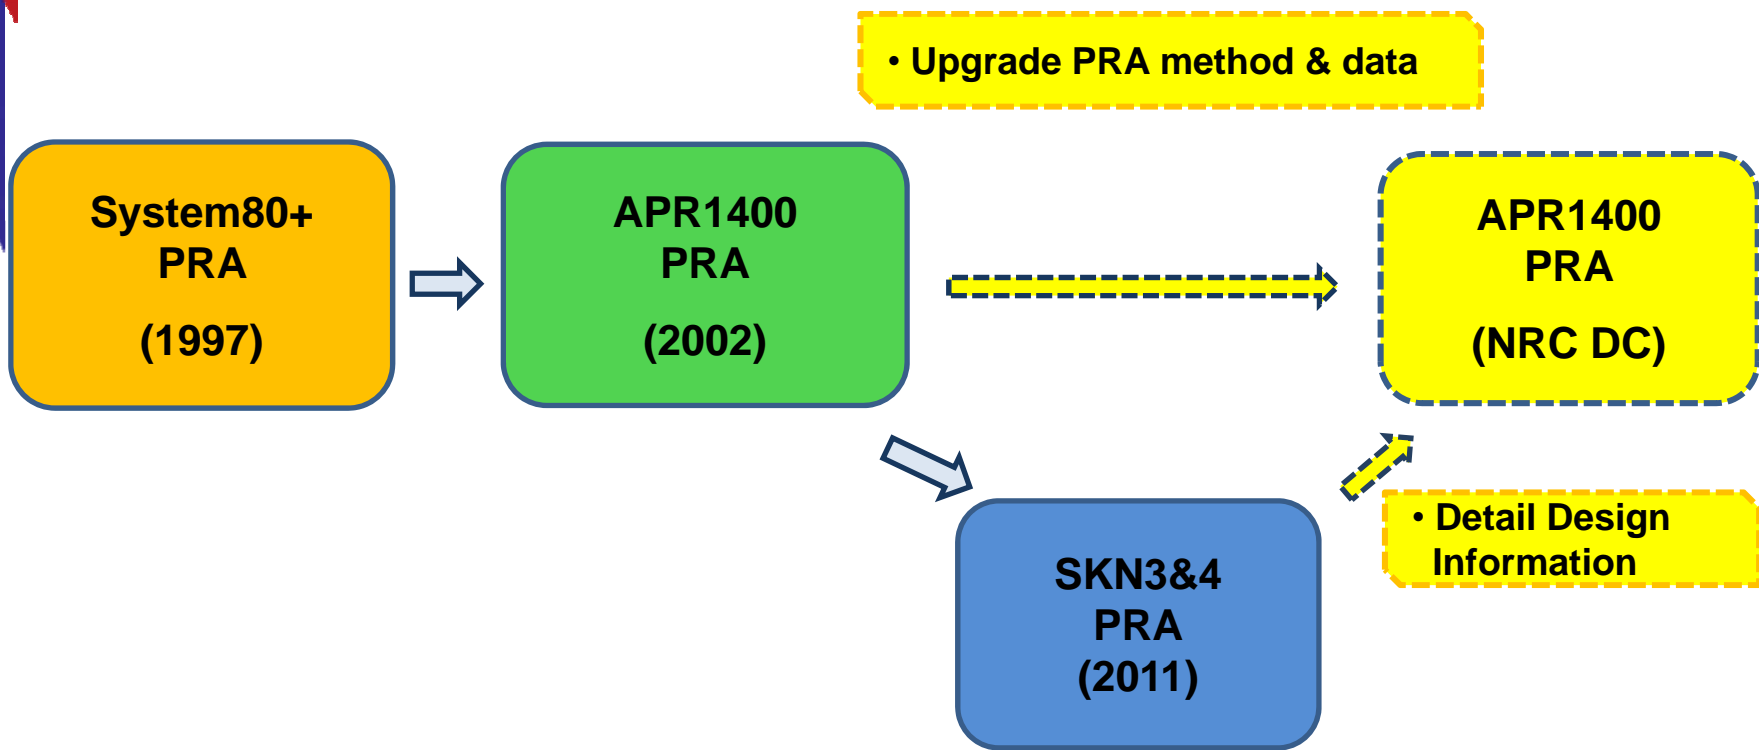 • Upgrade PRA method & data
System80+
PRA
(1997)
APR1400
PRA
(2002)
APR1400
PRA
(NRC DC)
SKN3&4
PRA
(2011)
• Detail Design
Information